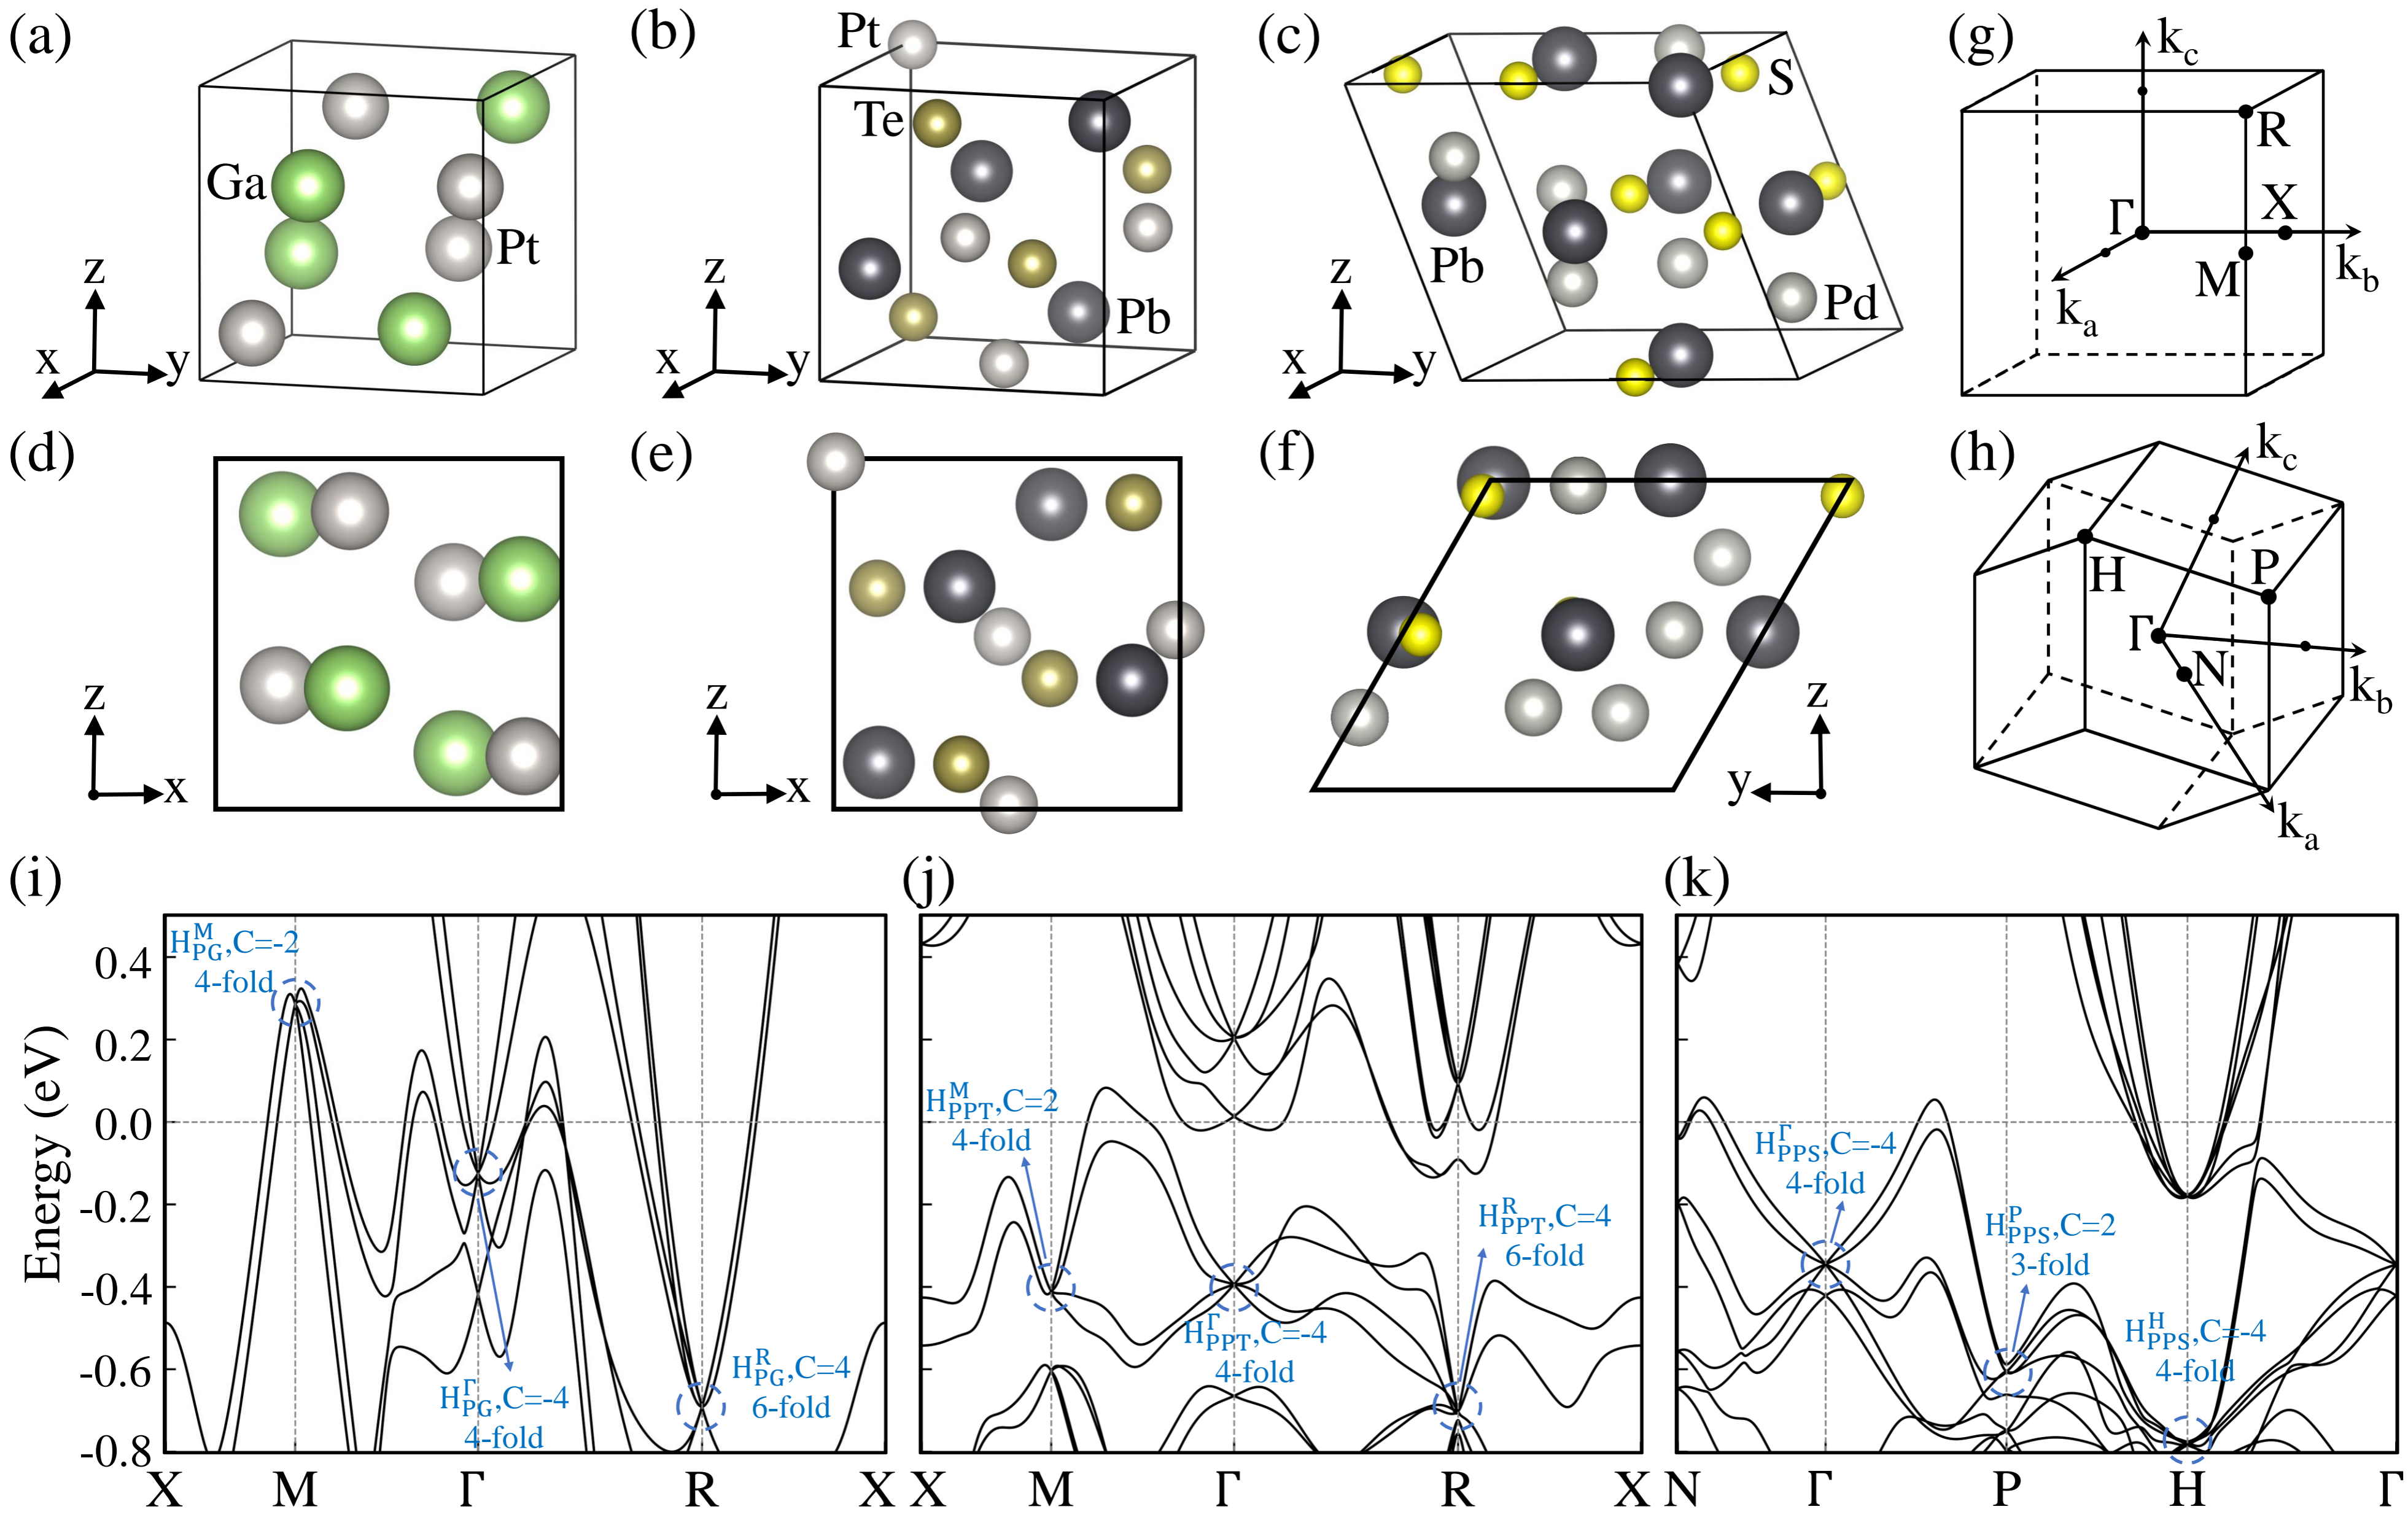 (a)
Ga
Pt
z
x
y
(b)
Pt
Te
Pb
z
x
y
(c)
S
Pb
Pd
z
x
y
(g)
k_c
R
Γ
X
M
k_b
k_a
(d)
z
x
(e)
z
x
(f)
z
y
(h)
k_c
H
P
Γ
N
k_b
k_a
(i)
Energy (eV)
0.4
0.2
0.0
-0.2
-0.4
-0.6
-0.8
H^M_PG,C=-2
4-fold
H^Γ_PG,C=-4
4-fold
H^R_PG,C=4
6-fold
X M Γ R X
(j)
H^M_PPT,C=2
4-fold
H^Γ_PPT,C=-4
4-fold
H^R_PPT,C=4
6-fold
X M Γ R X
(k)
H^Γ_PPS,C=-4
4-fold
H^P_PPS,C=2
3-fold
H^H_PPS,C=-4
4-fold
N Γ P H Γ